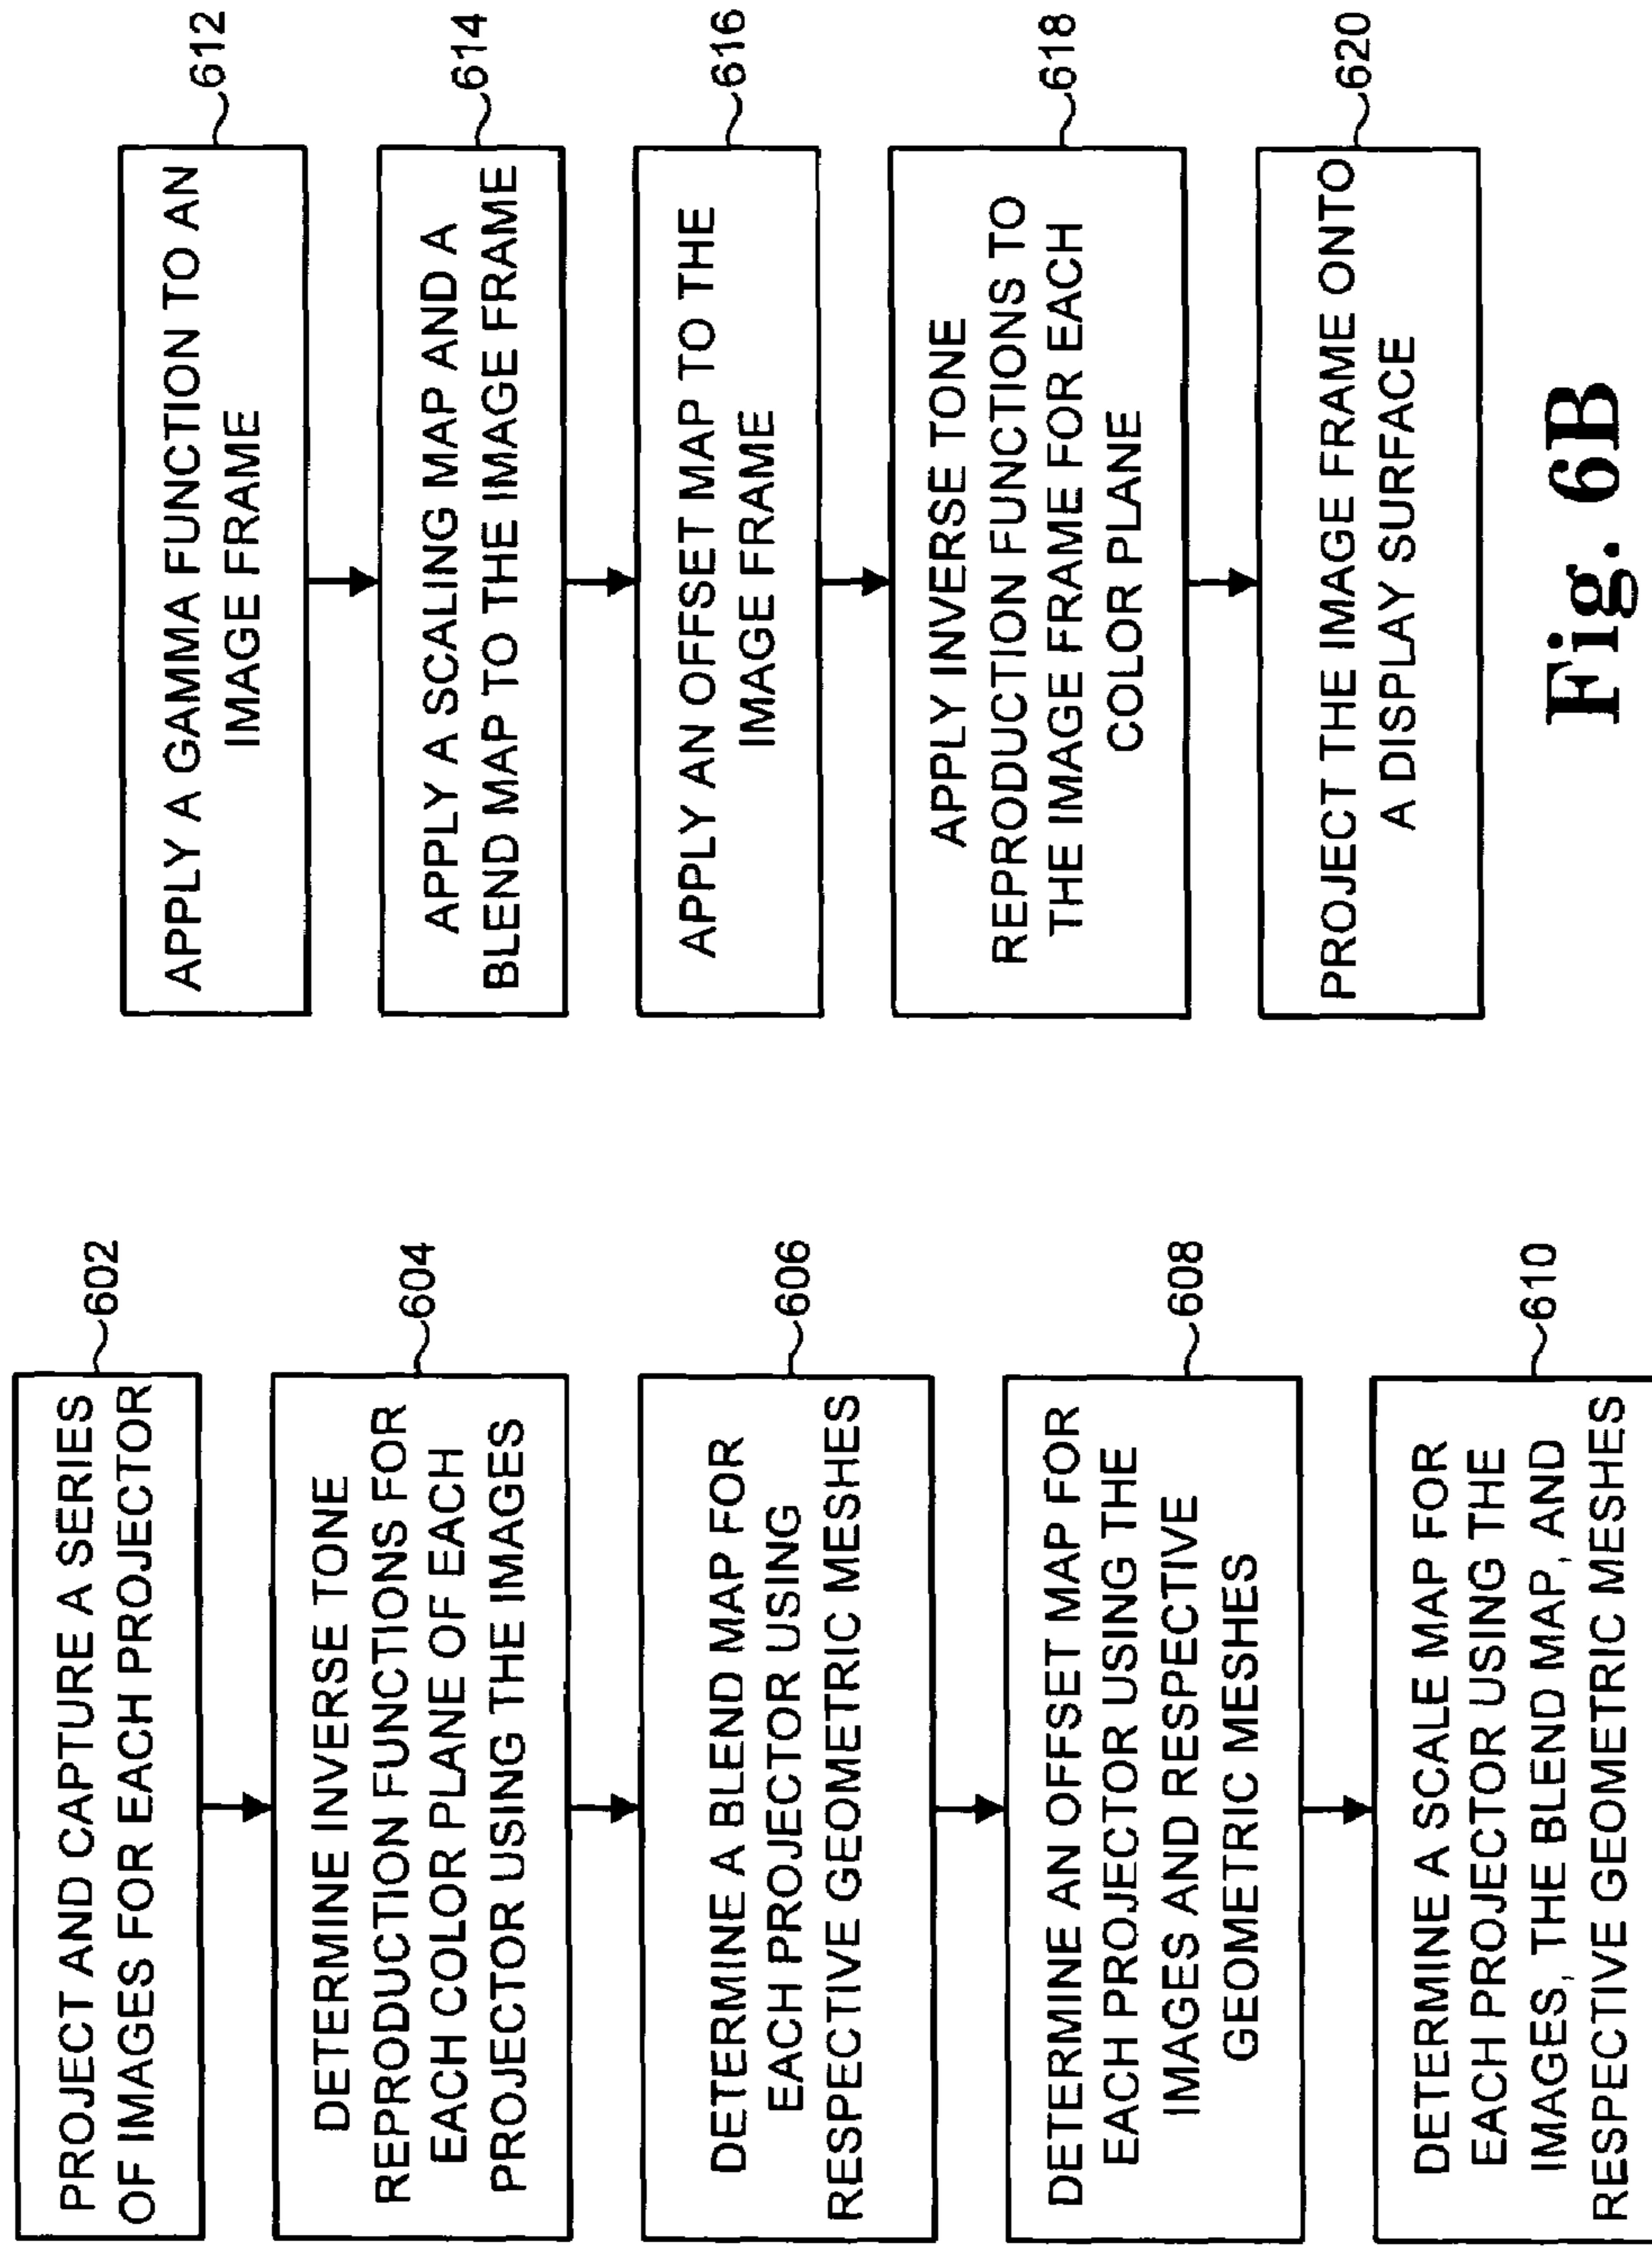 PROJECT AND CAPTURE A SERIES
OF IMAGES FOR EACH PROJECTOR
602
DETERMINE INVERSE TONE
REPRODUCTION FUNCTIONS FOR
EACH COLOR PLANE OF EACH
PROJECTOR USING THE IMAGES
604
DETERMINE A BLEND MAP FOR
EACH PROJECTOR USING
RESPECTIVE GEOMETRIC MESHES
606
DETERMINE AN OFFSET MAP FOR
EACH PROJECTOR USING THE
IMAGES AND RESPECTIVE
GEOMETRIC MESHES
608
DETERMINE A SCALE MAP FOR
EACH PROJECTOR USING THE
IMAGES, THE BLEND MAP, AND
RESPECTIVE GEOMETRIC MESHES
610
APPLY A GAMMA FUNCTION TO AN
IMAGE FRAME
612
APPLY A SCALING MAP AND A
BLEND MAP TO THE IMAGE FRAME
614
APPLY AN OFFSET MAP TO THE
IMAGE FRAME
616
APPLY INVERSE TONE
REPRODUCTION FUNCTIONS TO
THE IMAGE FRAME FOR EACH
COLOR PLANE
618
PROJECT THE IMAGE FRAME ONTO
A DISPLAY SURFACE
620
Fig. 6B